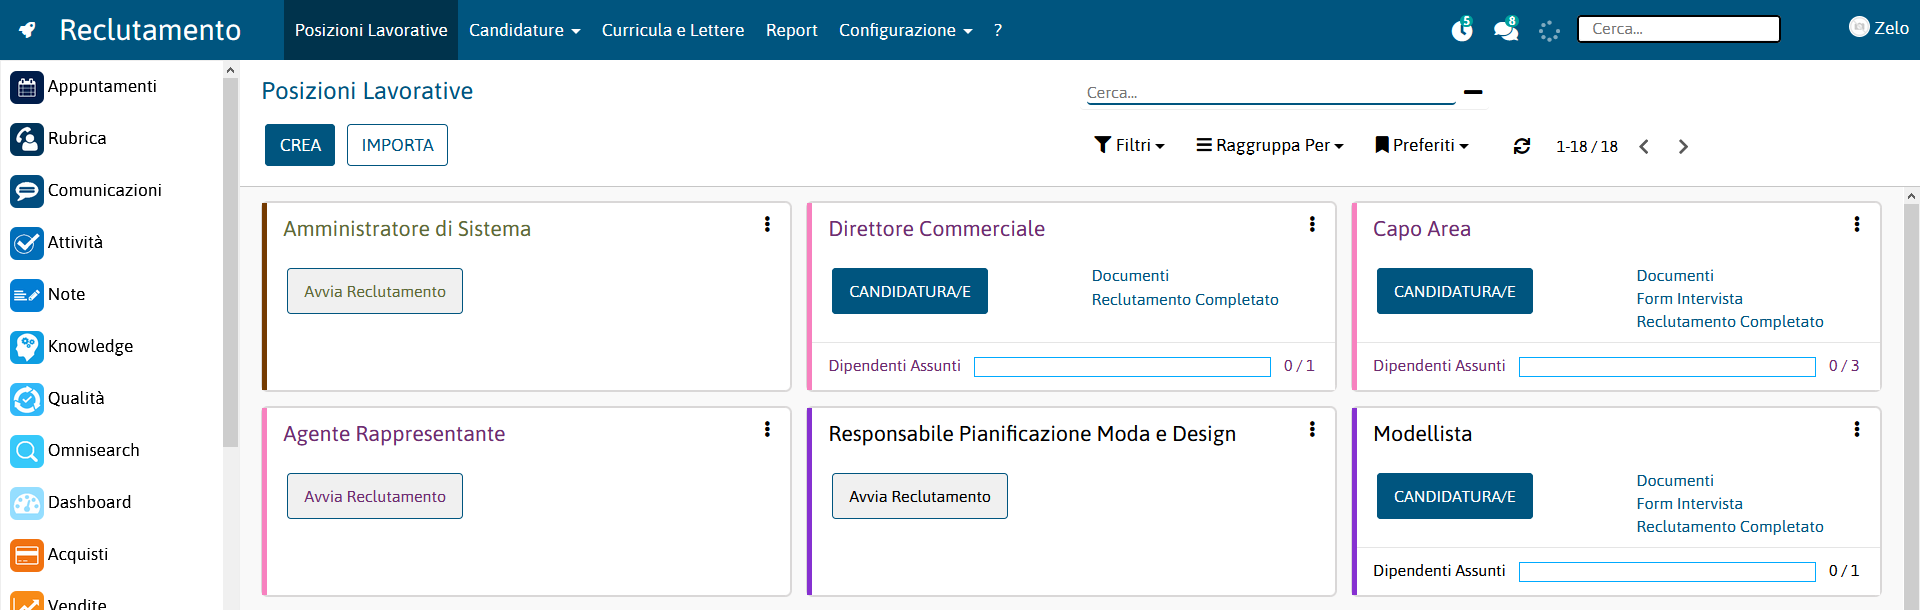 Reclutamento
Posizioni Lavorative
Candidature
Curricula e Lettere
Report
Configurazione
?
5
8
Cerca...
Zelo
Appuntamenti
Rubrica
Comunicazioni
Attività
Note
Knowledge
Qualità
Omnisearch
Dashboard
Acquisti
Vendite
Posizioni Lavorative
Cerca...
CREA
IMPORTA
Filtri
Raggruppa Per
Preferiti
1-18 / 18
Amministratore di Sistema
Avvia Reclutamento
Direttore Commerciale
CANDIDATURA/E
Documenti
Reclutamento Completato
Dipendenti Assunti
0 / 1
Capo Area
CANDIDATURA/E
Documenti
Form Intervista
Reclutamento Completato
Dipendenti Assunti
0 / 3
Agente Rappresentante
Avvia Reclutamento
Responsabile Pianificazione Moda e Design
Avvia Reclutamento
Modellista
CANDIDATURA/E
Documenti
Form Intervista
Reclutamento Completato
Dipendenti Assunti
0 / 1